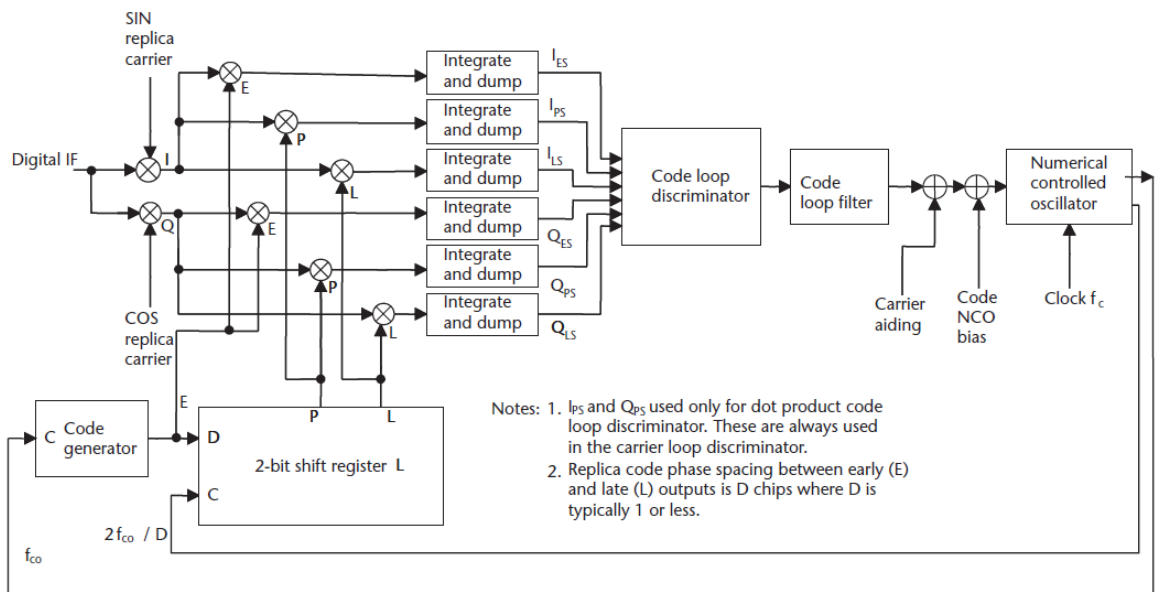 SIN
replica
carrier
Integrate
and dump
I_ES
E
Integrate
and dump
I_PS
P
Digital IF
I
Integrate
and dump
I_LS
L
Code loop
discriminator
Code
loop filter
Numerical
controlled
oscillator
Q
E
Integrate
and dump
Q_ES
P
Integrate
and dump
Q_PS
Carrier
aiding
Code
NCO
bias
Clock f_c
COS
replica
carrier
L
Integrate
and dump
Q_LS
E
P
L
C Code
generator
D
2-bit shift register L
C
2f_co / D
f_co
Notes: 1. I_PS and Q_PS used only for dot product code
loop discriminator. These are always used
in the carrier loop discriminator.
2. Replica code phase spacing between early (E)
and late (L) outputs is D chips where D is
typically 1 or less.